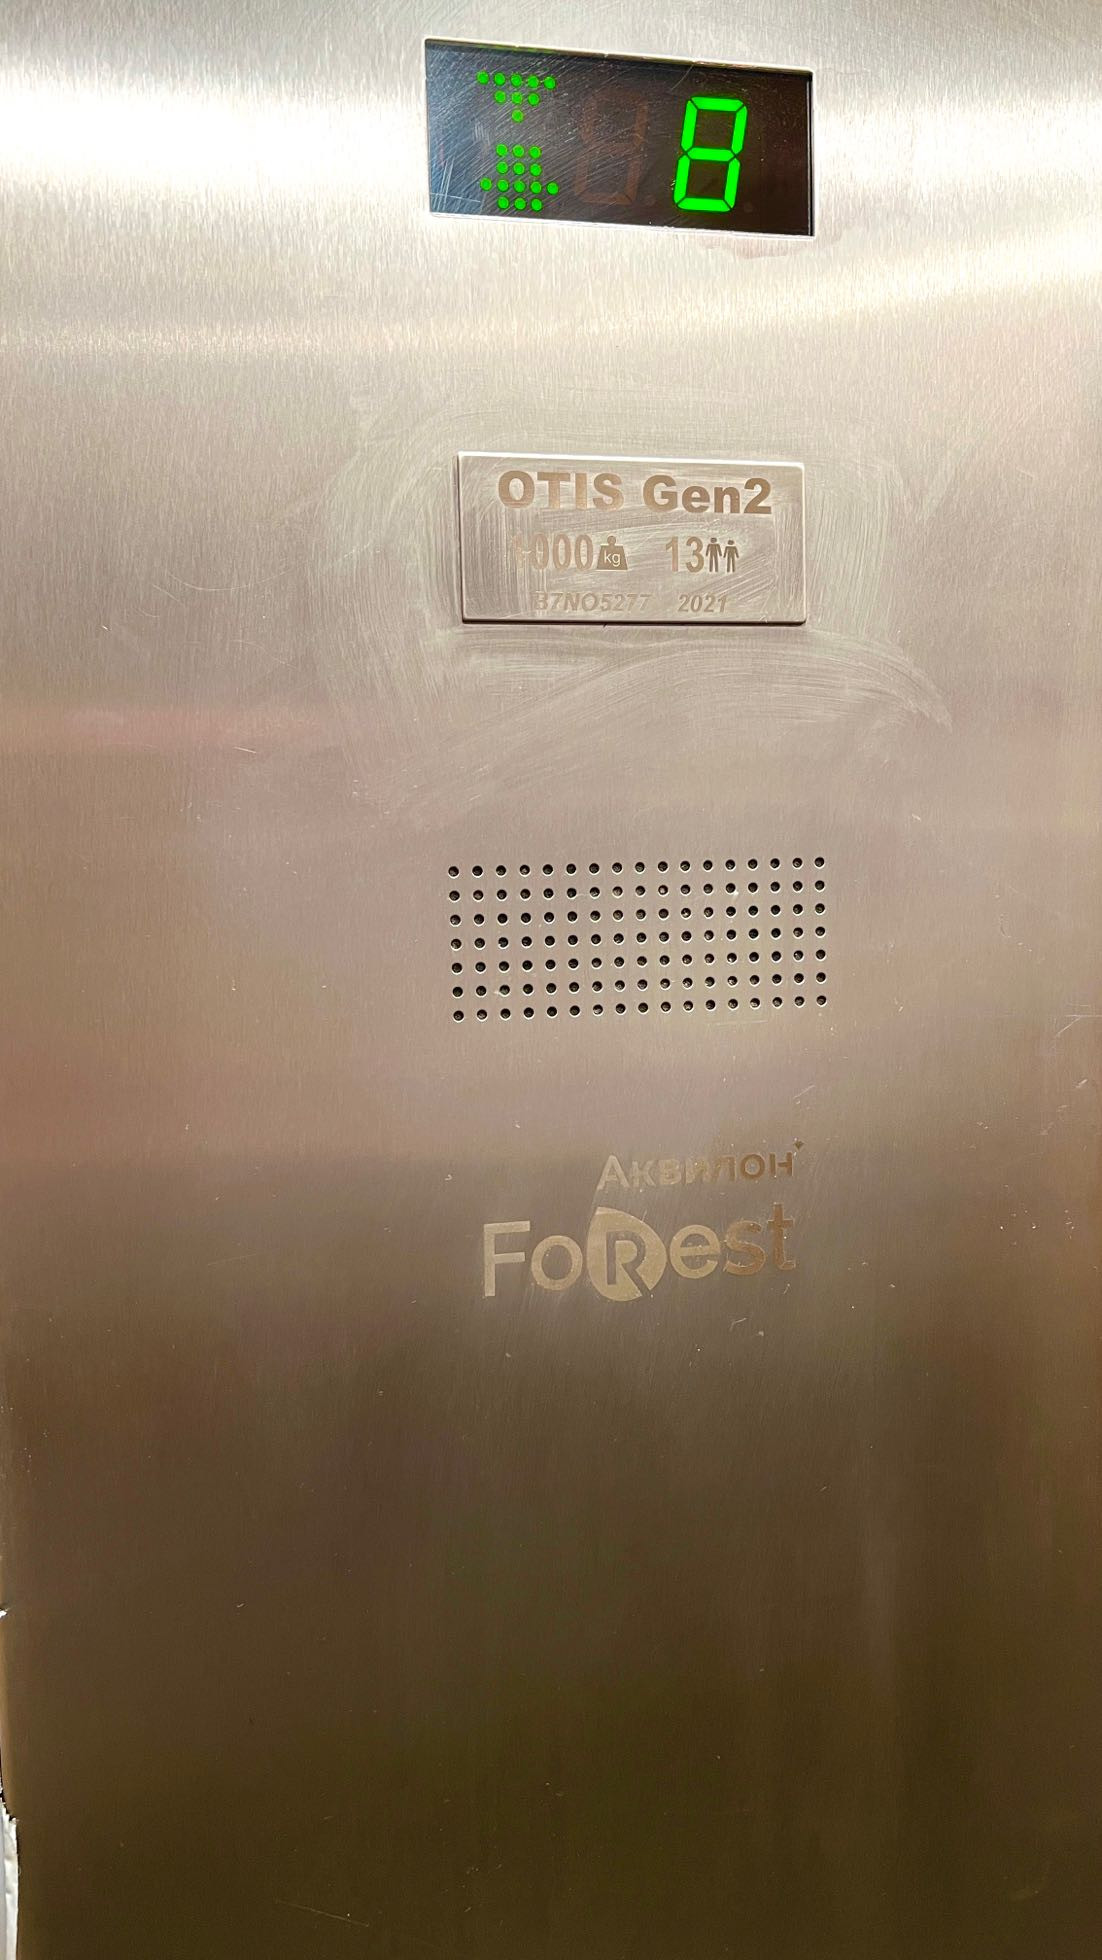 8
OTIS Gen2
1000 kg 13
B7NO5277 2021
Аквилон
FoRest